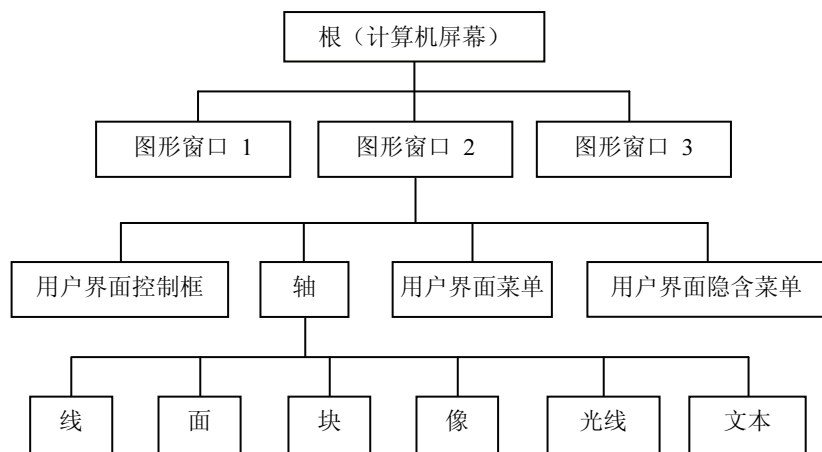 根（计算机屏幕）
图形窗口 1
图形窗口 2
图形窗口 3
用户界面控制框
轴
用户界面菜单
用户界面隐含菜单
线
面
块
像
光线
文本